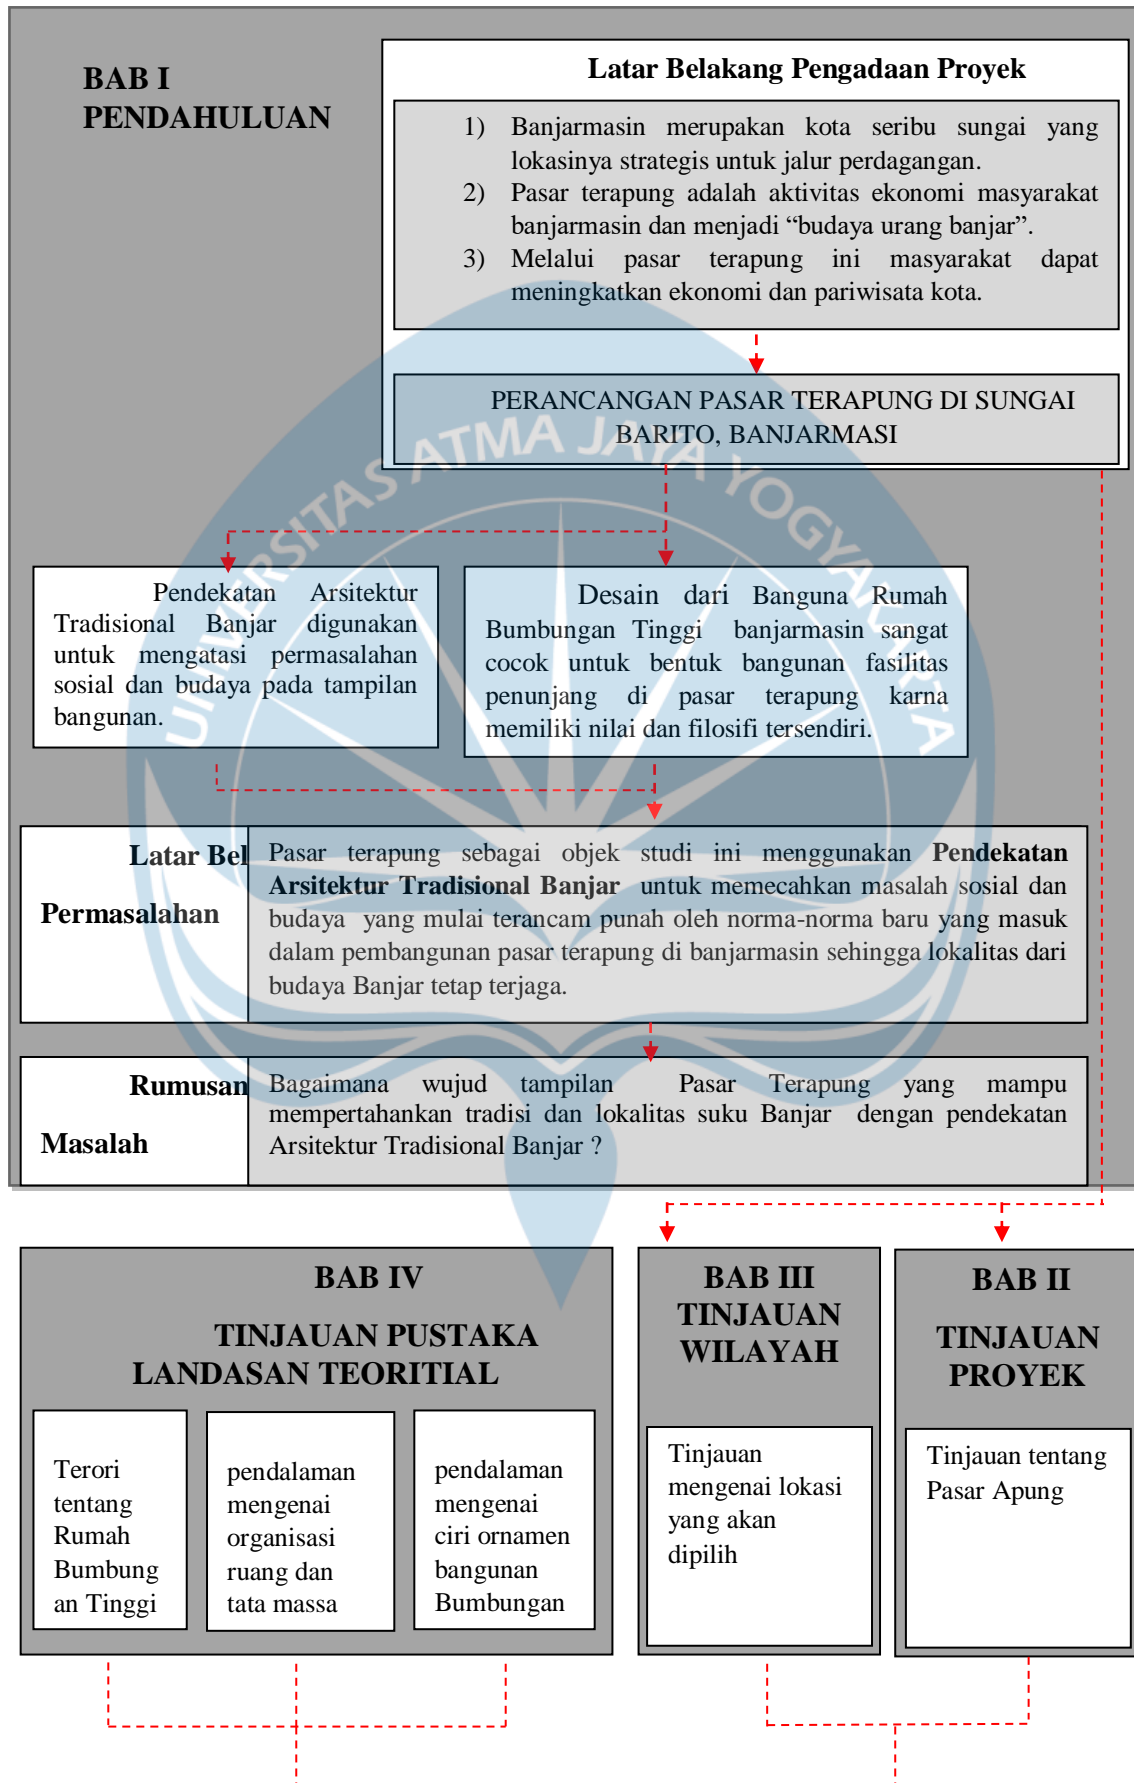 BAB I
PENDAHULUAN
Latar Belakang Pengadaan Proyek
1) Banjarmasin merupakan kota seribu sungai yang
lokasinya strategis untuk jalur perdagangan.
2) Pasar terapung adalah aktivitas ekonomi masyarakat
banjarmasin dan menjadi “budaya urang banjar”.
3) Melalui pasar terapung ini masyarakat dapat
meningkatkan ekonomi dan pariwisata kota.
PERANCANGAN PASAR TERAPUNG DI SUNGAI
BARITO, BANJARMASI
UNIVERSITAS ATMA JAYA YOGYAKARTA
Pendekatan Arsitektur
Tradisional Banjar digunakan
untuk mengatasi permasalahan
sosial dan budaya pada tampilan
bangunan.
Desain dari Banguna Rumah
Bumbungan Tinggi banjarmasin sangat
cocok untuk bentuk bangunan fasilitas
penunjang di pasar terapung karna
memiliki nilai dan filosifi tersendiri.
Latar Bel
Permasalahan
Pasar terapung sebagai objek studi ini menggunakan Pendekatan
Arsitektur Tradisional Banjar untuk memecahkan masalah sosial dan
budaya yang mulai terancam punah oleh norma-norma baru yang masuk
dalam pembangunan pasar terapung di banjarmasin sehingga lokalitas dari
budaya Banjar tetap terjaga.
Rumusan
Masalah
Bagaimana wujud tampilan Pasar Terapung yang mampu
mempertahankan tradisi dan lokalitas suku Banjar dengan pendekatan
Arsitektur Tradisional Banjar ?
BAB IV
TINJAUAN PUSTAKA
LANDASAN TEORITIAL
Terori
tentang
Rumah
Bumbung
an Tinggi
pendalaman
mengenai
organisasi
ruang dan
tata massa
pendalaman
mengenai
ciri ornamen
bangunan
Bumbungan
BAB III
TINJAUAN
WILAYAH
Tinjauan
mengenai lokasi
yang akan
dipilih
BAB II
TINJAUAN
PROYEK
Tinjauan tentang
Pasar Apung